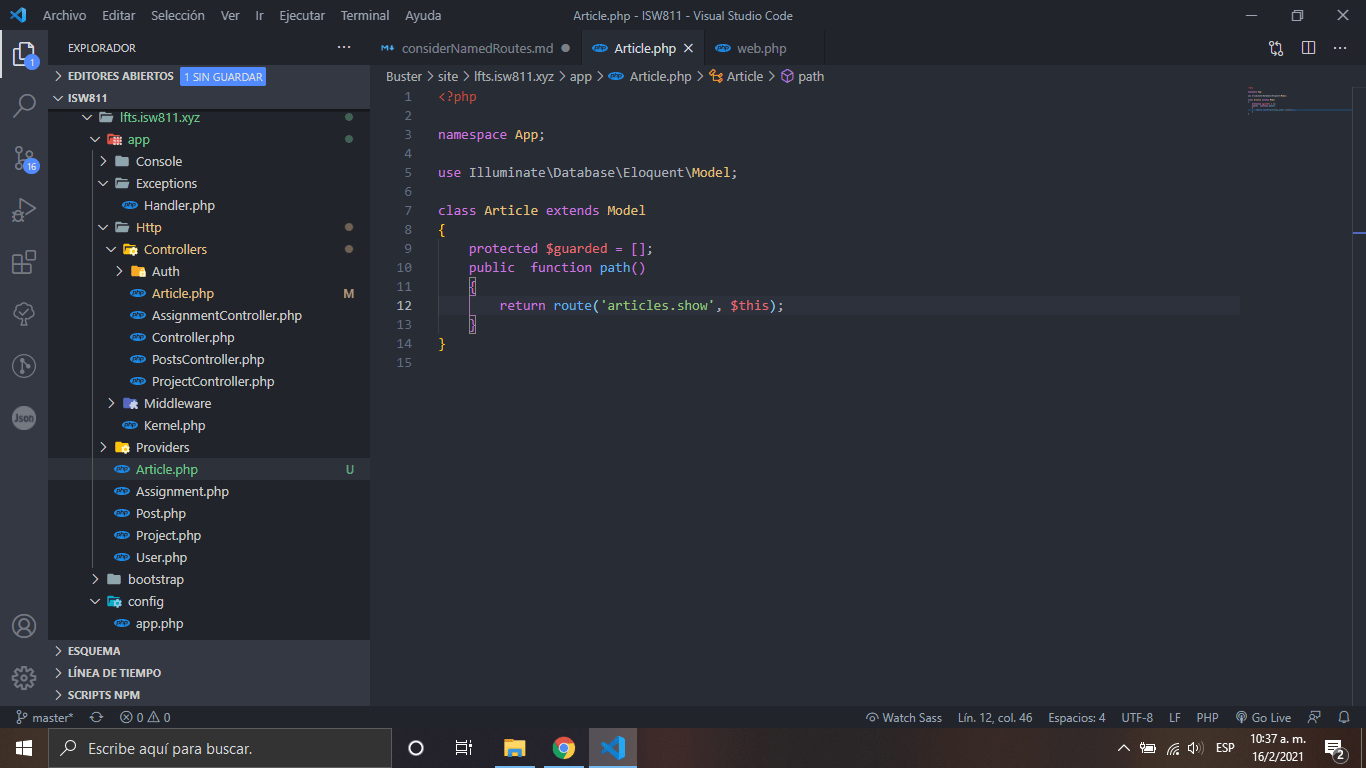 Archivo Editar Selección Ver Ir Ejecutar Terminal Ayuda
Article.php - ISW811 - Visual Studio Code
EXPLORADOR
considerNamedRoutes.md
Article.php
web.php
EDITORES ABIERTOS 1 SIN GUARDAR
Buster > site > lfts.isw811.xyz > app > Article.php > Article > path
ISW811
lfts.isw811.xyz
app
Console
Exceptions
Handler.php
Http
Controllers
Auth
Article.php M
AssignmentController.php
Controller.php
PostsController.php
ProjectController.php
Middleware
Kernel.php
Providers
Article.php U
Assignment.php
Post.php
Project.php
User.php
bootstrap
config
app.php
ESQUEMA
LÍNEA DE TIEMPO
SCRIPTS NPM
1
16
Json
1 <?php
2
3 namespace App;
4
5 use Illuminate\Database\Eloquent\Model;
6
7 class Article extends Model
8 {
9 protected $guarded = [];
10 public  function path()
11 {
12 return route('articles.show', $this);
13 }
14 }
15
master* 0 0
Watch Sass Lín. 12, col. 46 Espacios: 4 UTF-8 LF PHP Go Live
Escribe aquí para buscar.
ESP
10:37 a. m.
16/2/2021
2